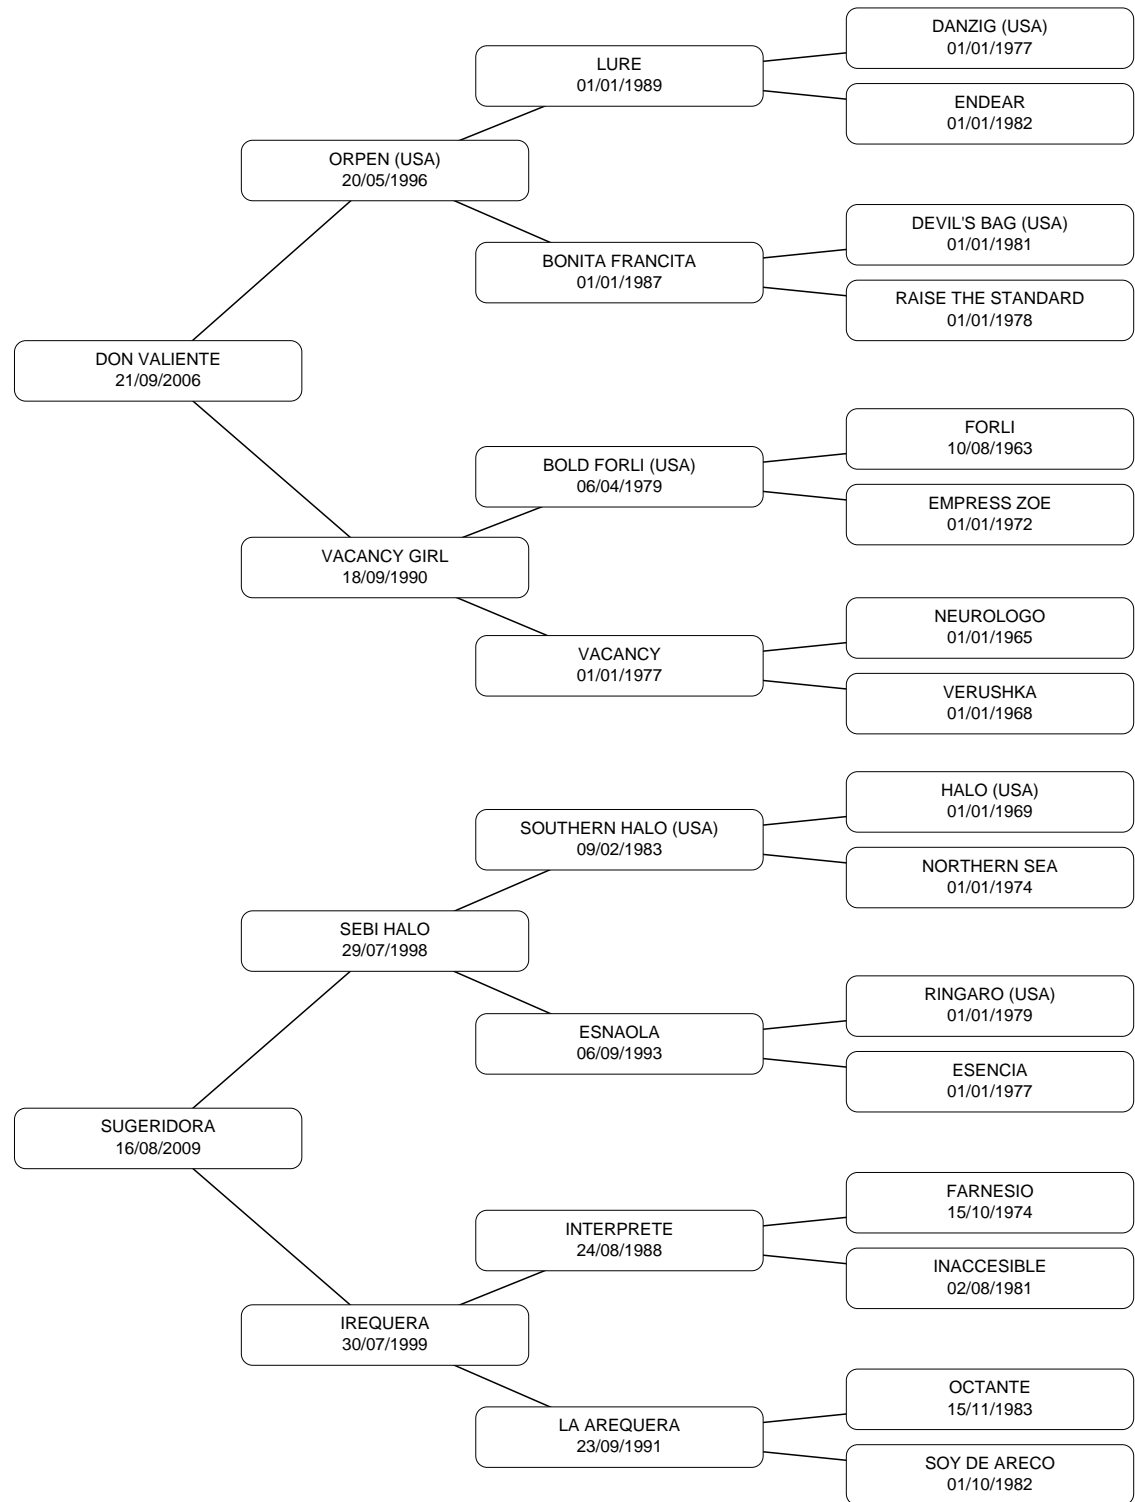 DANZIG (USA)
01/01/1977
LURE
01/01/1989
ENDEAR
01/01/1982
ORPEN (USA)
20/05/1996
DEVIL'S BAG (USA)
01/01/1981
BONITA FRANCITA
01/01/1987
RAISE THE STANDARD
01/01/1978
DON VALIENTE
21/09/2006
FORLI
10/08/1963
BOLD FORLI (USA)
06/04/1979
EMPRESS ZOE
01/01/1972
VACANCY GIRL
18/09/1990
NEUROLOGO
01/01/1965
VACANCY
01/01/1977
VERUSHKA
01/01/1968
HALO (USA)
01/01/1969
SOUTHERN HALO (USA)
09/02/1983
NORTHERN SEA
01/01/1974
SEBI HALO
29/07/1998
RINGARO (USA)
01/01/1979
ESNAOLA
06/09/1993
ESENCIA
01/01/1977
SUGERIDORA
16/08/2009
FARNESIO
15/10/1974
INTERPRETE
24/08/1988
INACCESIBLE
02/08/1981
IREQUERA
30/07/1999
OCTANTE
15/11/1983
LA AREQUERA
23/09/1991
SOY DE ARECO
01/10/1982